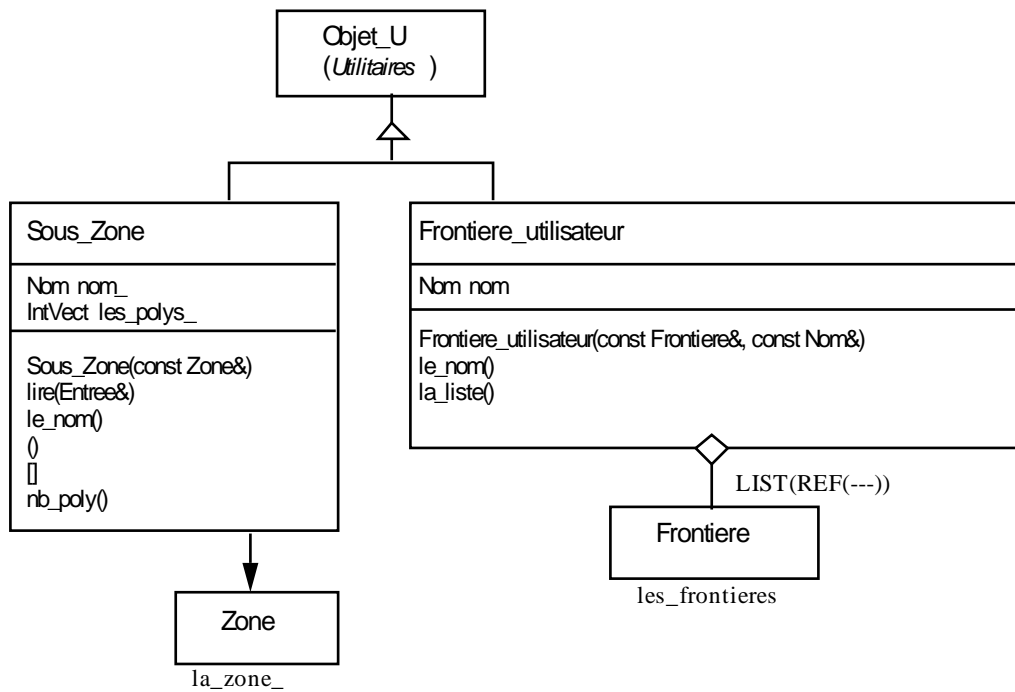 Objet_U
(Utilitaires )
Sous_Zone
Nom nom_
IntVect les_polys_
Sous_Zone(const Zone&)
lire(Entree&)
le_nom()
()
[]
nb_poly()
Zone
la_zone_
Frontiere_utilisateur
Nom nom
Frontiere_utilisateur(const Frontiere&, const Nom&)
le_nom()
la_liste()
LIST(REF(---))
Frontiere
les_frontieres